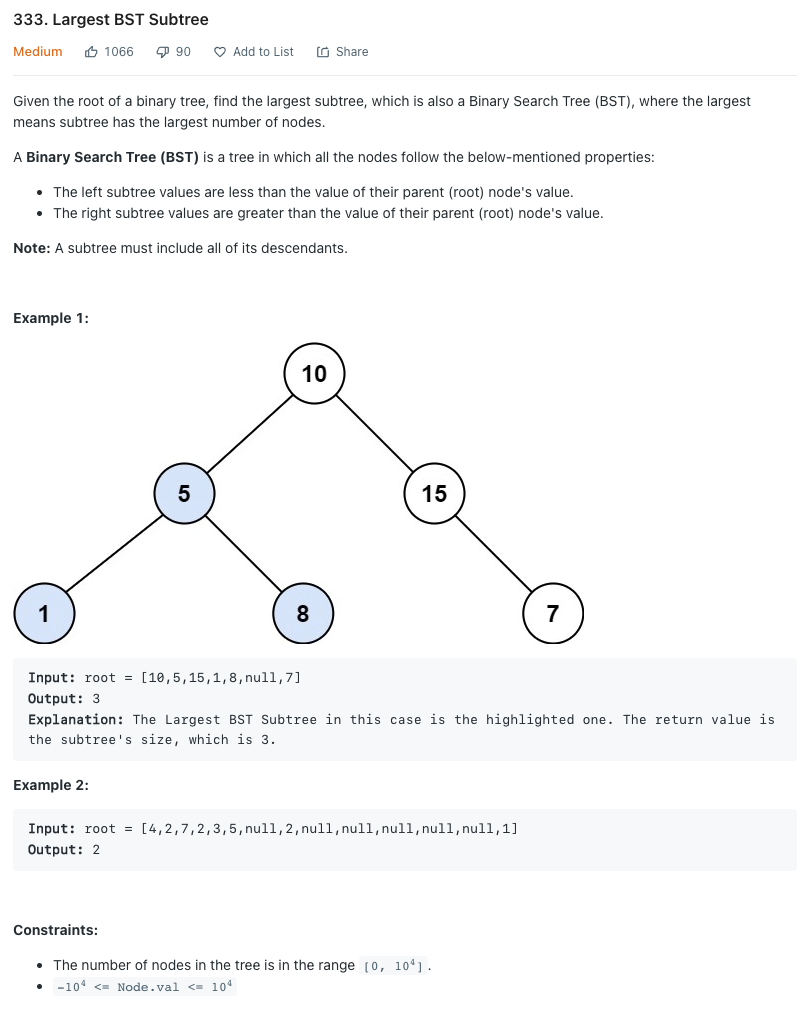 333. Largest BST Subtree
Medium 1066 90 Add to List Share
Given the root of a binary tree, find the largest subtree, which is also a Binary Search Tree (BST), where the largest
means subtree has the largest number of nodes.
A Binary Search Tree (BST) is a tree in which all the nodes follow the below-mentioned properties:
• The left subtree values are less than the value of their parent (root) node's value.
• The right subtree values are greater than the value of their parent (root) node's value.
Note: A subtree must include all of its descendants.
Example 1:
10
5 15
1 8 7
Input: root = [10,5,15,1,8,null,7]
Output: 3
Explanation: The Largest BST Subtree in this case is the highlighted one. The return value is
the subtree's size, which is 3.
Example 2:
Input: root = [4,2,7,2,3,5,null,2,null,null,null,null,null,1]
Output: 2
Constraints:
• The number of nodes in the tree is in the range [0, 10⁴].
• -10⁴ <= Node.val <= 10⁴